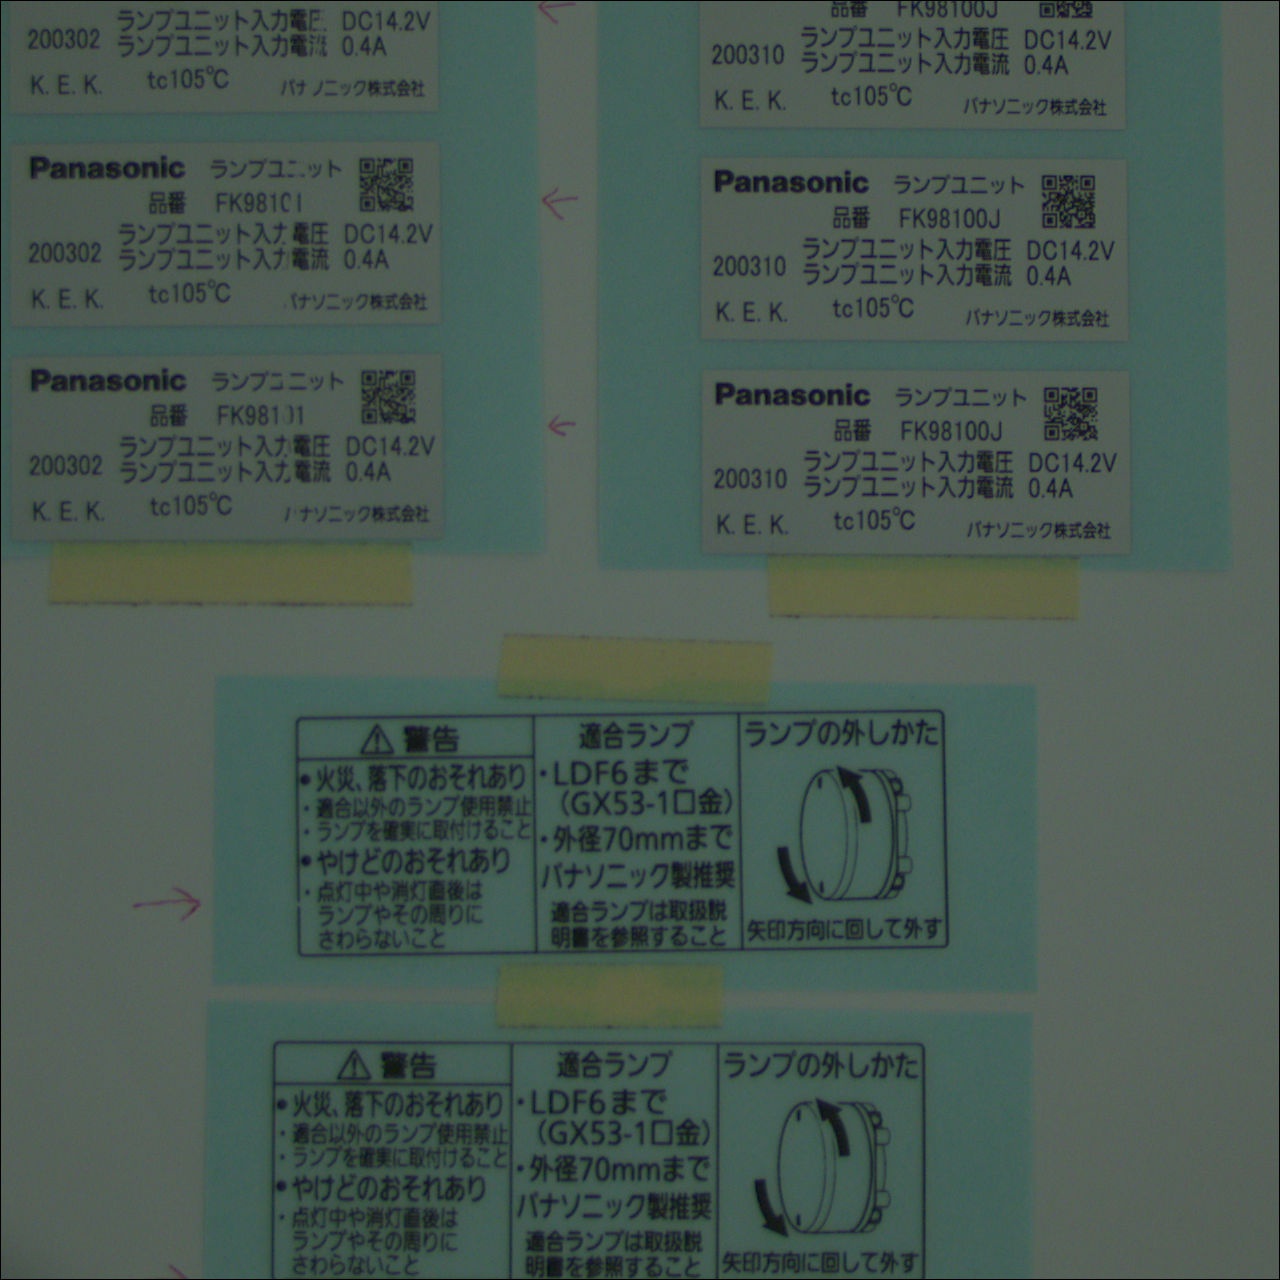 200302
ランプユニット入力電圧 DC14.2V
ランプユニット入力電流 0.4A
K. E. K. tc105℃
パナソニック株式会社
Panasonic ランプユニット
品番 FK98101
200302
ランプユニット入力電圧 DC14.2V
ランプユニット入力電流 0.4A
K. E. K. tc105℃
パナソニック株式会社
Panasonic ランプユニット
品番 FK98101
200302
ランプユニット入力電圧 DC14.2V
ランプユニット入力電流 0.4A
K. E. K. tc105℃
パナソニック株式会社
品番 FK98100J
200310
ランプユニット入力電圧 DC14.2V
ランプユニット入力電流 0.4A
K. E. K. tc105℃
パナソニック株式会社
Panasonic ランプユニット
品番 FK98100J
200310
ランプユニット入力電圧 DC14.2V
ランプユニット入力電流 0.4A
K. E. K. tc105℃
パナソニック株式会社
Panasonic ランプユニット
品番 FK98100J
200310
ランプユニット入力電圧 DC14.2V
ランプユニット入力電流 0.4A
K. E. K. tc105℃
パナソニック株式会社
⚠ 警告
●火災、落下のおそれあり
・適合以外のランプ使用禁止
・ランプを確実に取付けること
●やけどのおそれあり
・点灯中や消灯直後は
ランプやその周りに
さわらないこと
適合ランプ
・LDF6まで
(GX53-1口金)
・外径70mmまで
パナソニック製推奨
適合ランプは取扱説
明書を参照すること
ランプの外しかた
矢印方向に回して外す
⚠ 警告
●火災、落下のおそれあり
・適合以外のランプ使用禁止
・ランプを確実に取付けること
●やけどのおそれあり
・点灯中や消灯直後は
ランプやその周りに
さわらないこと
適合ランプ
・LDF6まで
(GX53-1口金)
・外径70mmまで
パナソニック製推奨
適合ランプは取扱説
明書を参照すること
ランプの外しかた
矢印方向に回して外す